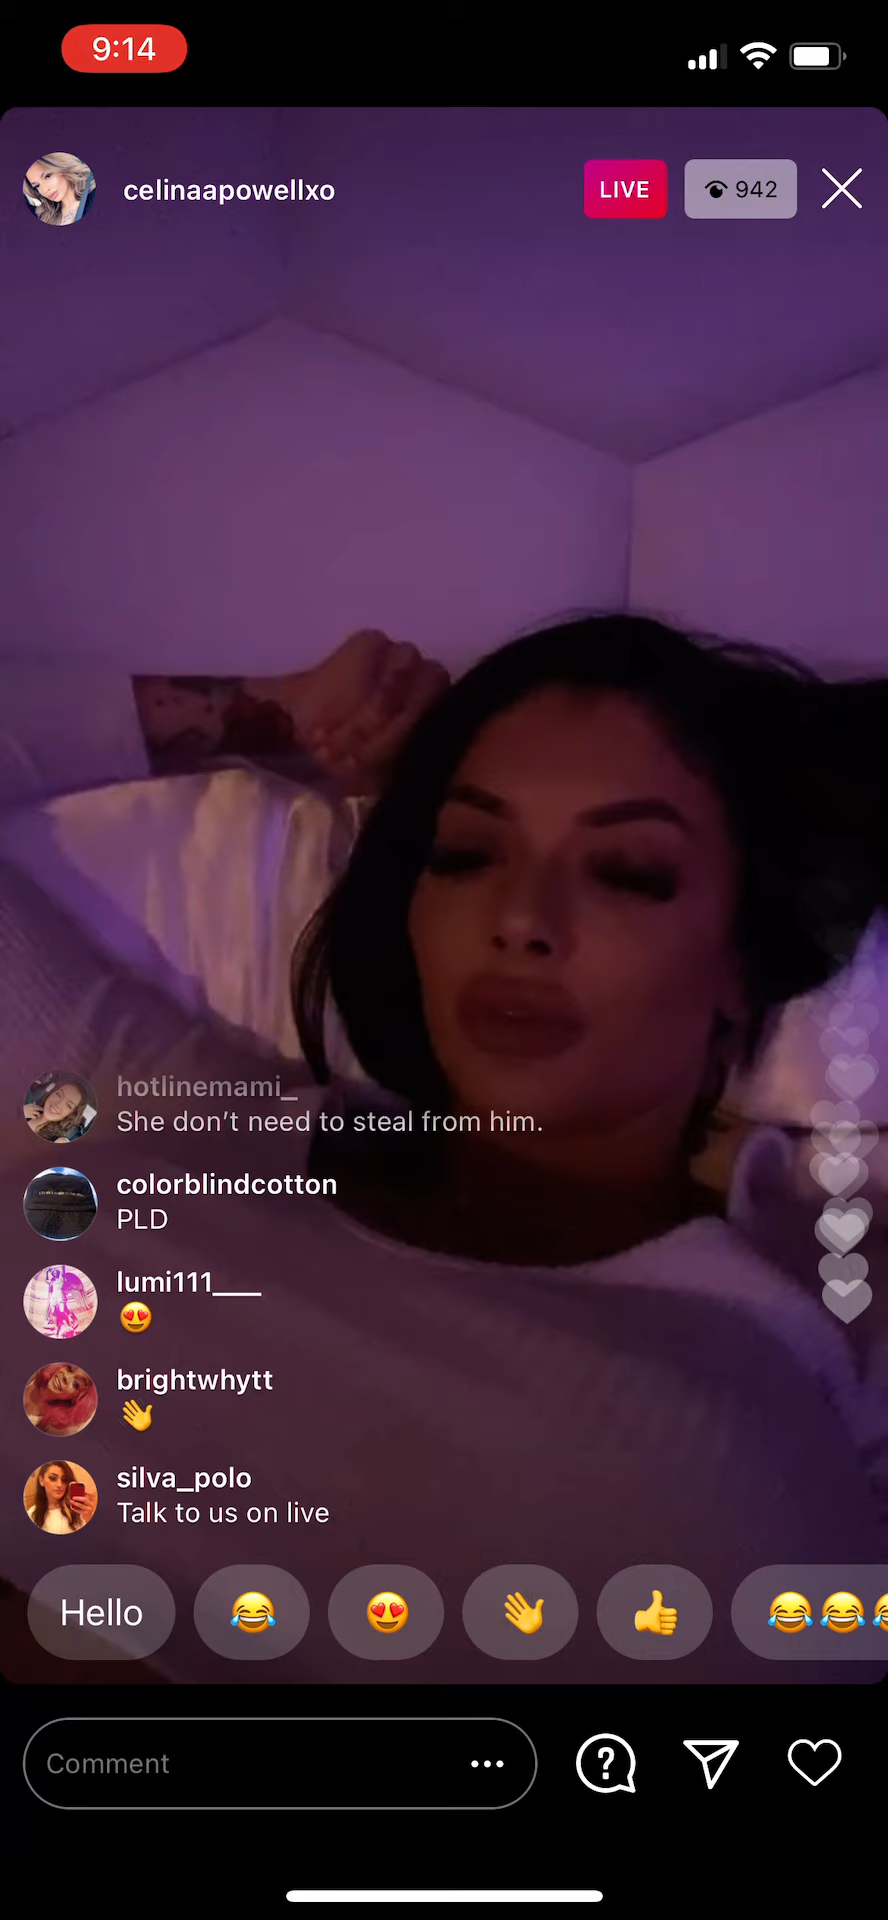 9:14
celinaapowellxo
LIVE
942
hotlinemami_
She don’t need to steal from him.
colorblindcotton
PLD
lumi111___
😍
brightwhytt
👋
silva_polo
Talk to us on live
Hello 😂 😍 👋 👍 😂😂
Comment